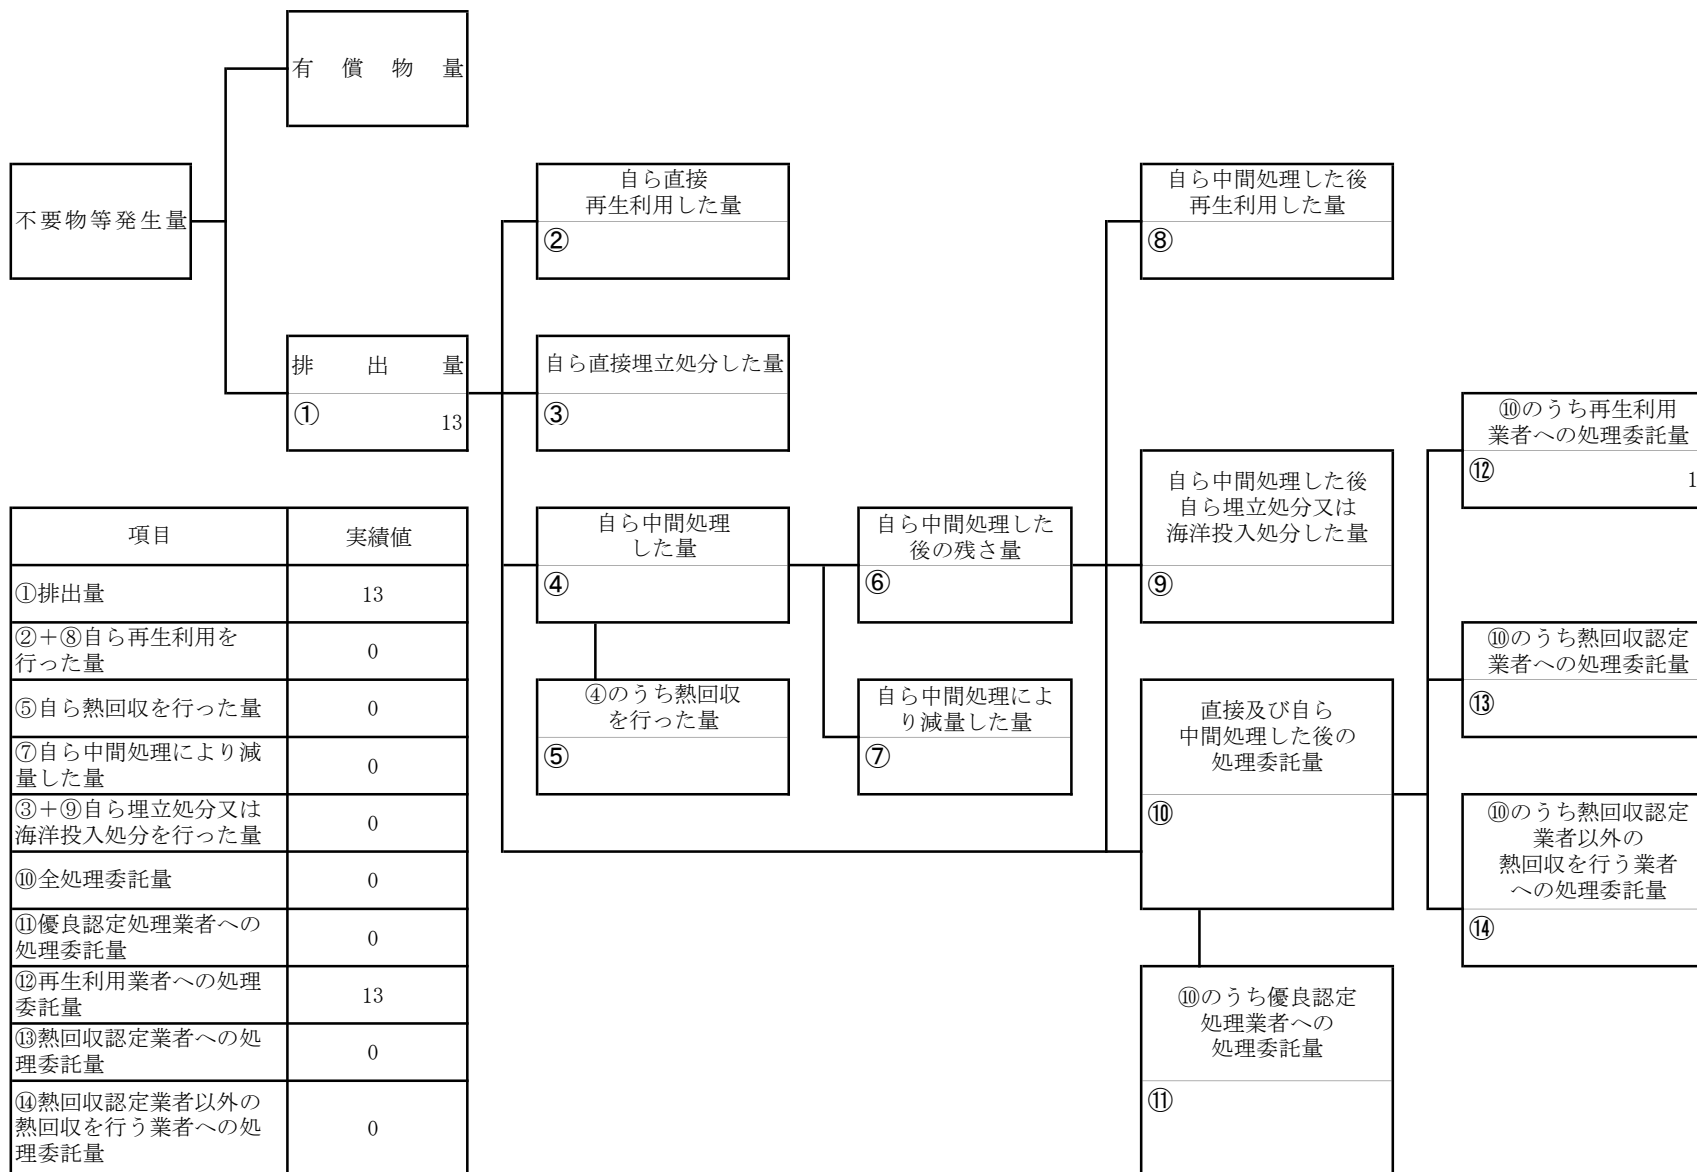 有償物量
不要物等発生量
自ら直接
再生利用した量
②
自ら中間処理した後
再生利用した量
⑧
排出量
①
13
自ら直接埋立処分した量
③
⑩のうち再生利用
業者への処理委託量
⑫
自ら中間処理した後
自ら埋立処分又は
海洋投入処分した量
⑨
自ら中間処理
した量
④
自ら中間処理した
後の残さ量
⑥
⑩のうち熱回収認定
業者への処理委託量
⑬
④のうち熱回収
を行った量
⑤
自ら中間処理によ
り減量した量
⑦
直接及び自ら
中間処理した後の
処理委託量
⑩
⑩のうち熱回収認定
業者以外の
熱回収を行う業者
への処理委託量
⑭
⑩のうち優良認定
処理業者への
処理委託量
⑪
項目 実績値
①排出量 13
②+⑧自ら再生利用を
行った量 0
⑤自ら熱回収を行った量 0
⑦自ら中間処理により減
量した量 0
③+⑨自ら埋立処分又は
海洋投入処分を行った量 0
⑩全処理委託量 0
⑪優良認定処理業者への
処理委託量 0
⑫再生利用業者への処理
委託量 13
⑬熱回収認定業者への処
理委託量 0
⑭熱回収認定業者以外の
熱回収を行う業者への処
理委託量 0